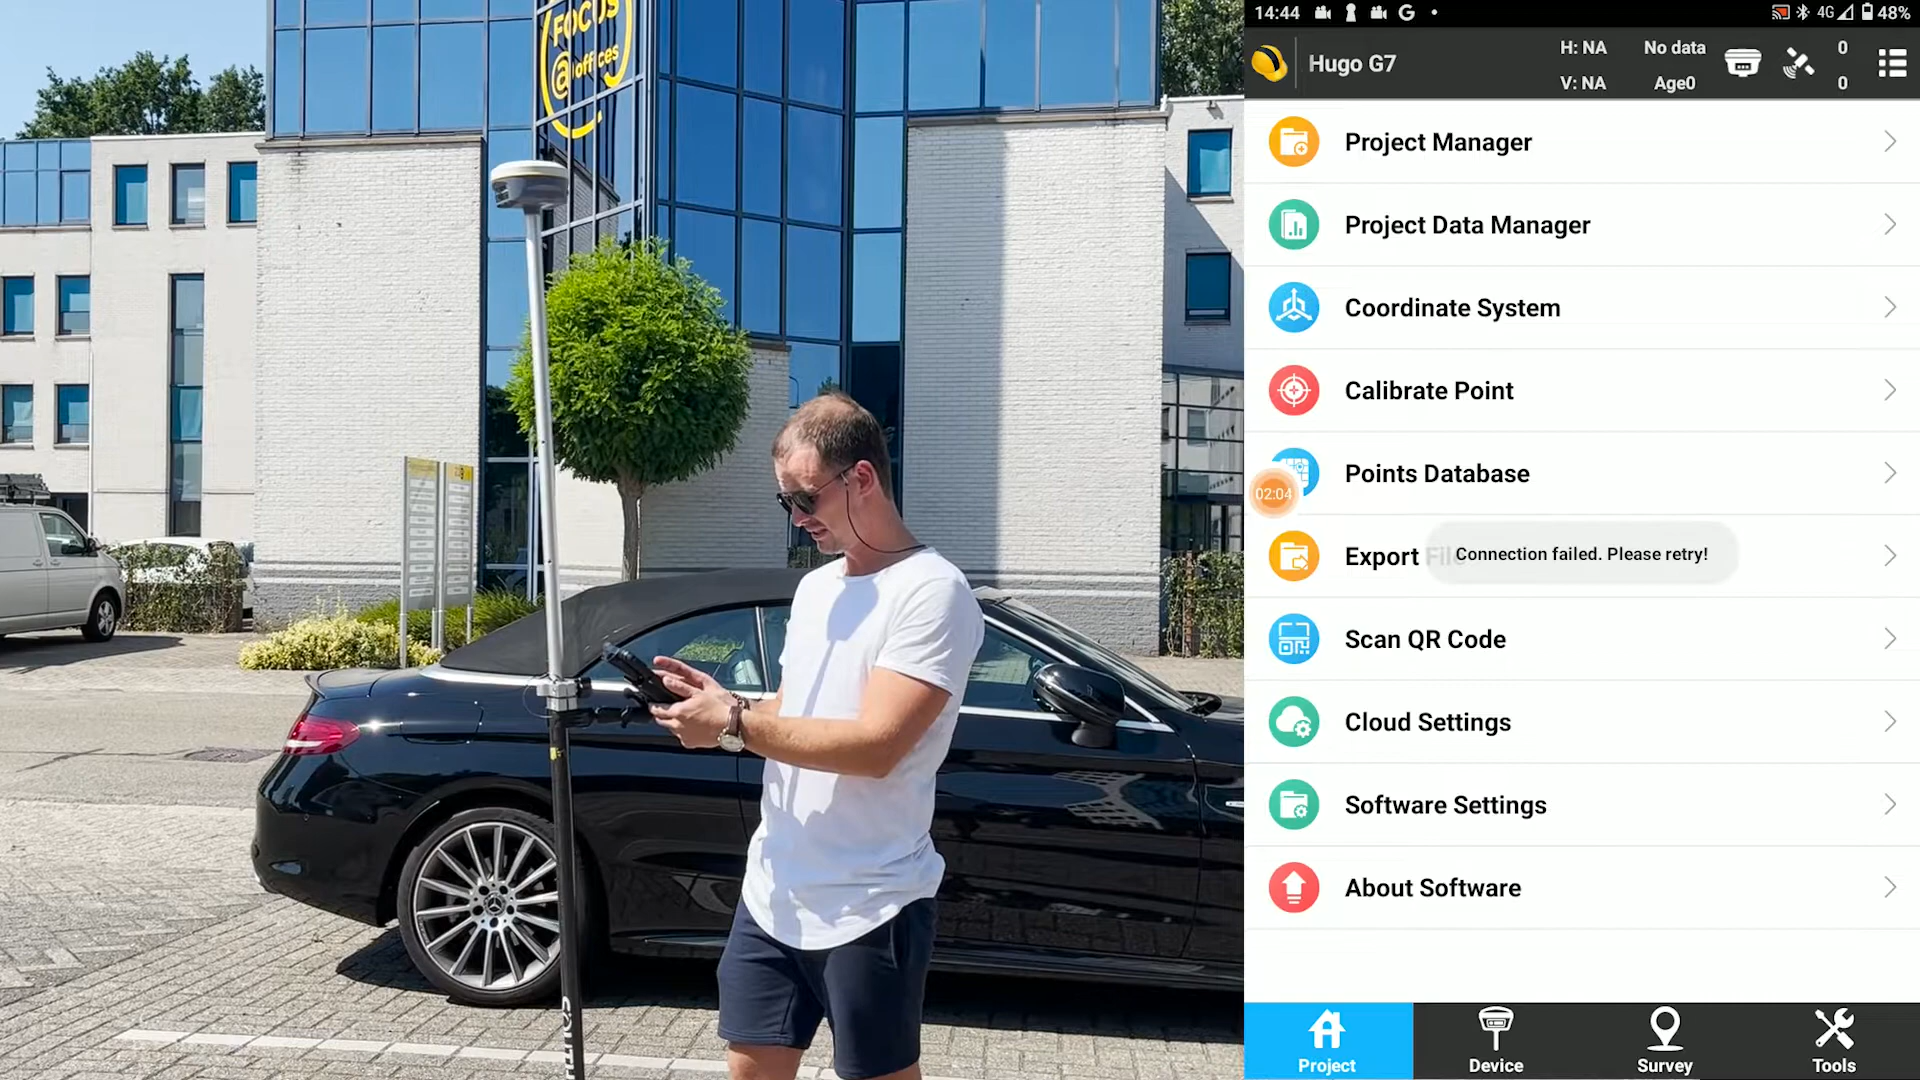 FOCUS
@offices
SOUTH
14:44
G
4G
48%
Hugo G7
H: NA
V: NA
No data
Age0
0
0
Project Manager
Project Data Manager
Coordinate System
Calibrate Point
Points Database
02:04
Export File
Connection failed. Please retry!
Scan QR Code
Cloud Settings
Software Settings
About Software
Project
Device
Survey
Tools